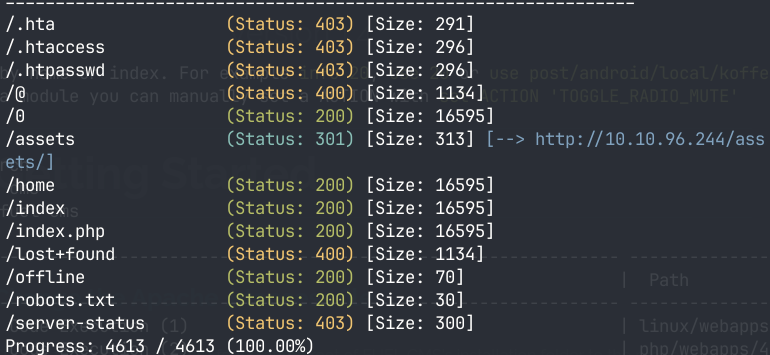 /.hta (Status: 403) [Size: 291]
/.htaccess (Status: 403) [Size: 296]
/.htpasswd (Status: 403) [Size: 296]
/@ (Status: 400) [Size: 1134]
/0 (Status: 200) [Size: 16595]
/assets (Status: 301) [Size: 313] [--> http://10.10.96.244/ass
ets/]
/home (Status: 200) [Size: 16595]
/index (Status: 200) [Size: 16595]
/index.php (Status: 200) [Size: 16595]
/lost+found (Status: 400) [Size: 1134]
/offline (Status: 200) [Size: 70]
/robots.txt (Status: 200) [Size: 30]
/server-status (Status: 403) [Size: 300]
Progress: 4613 / 4613 (100.00%)